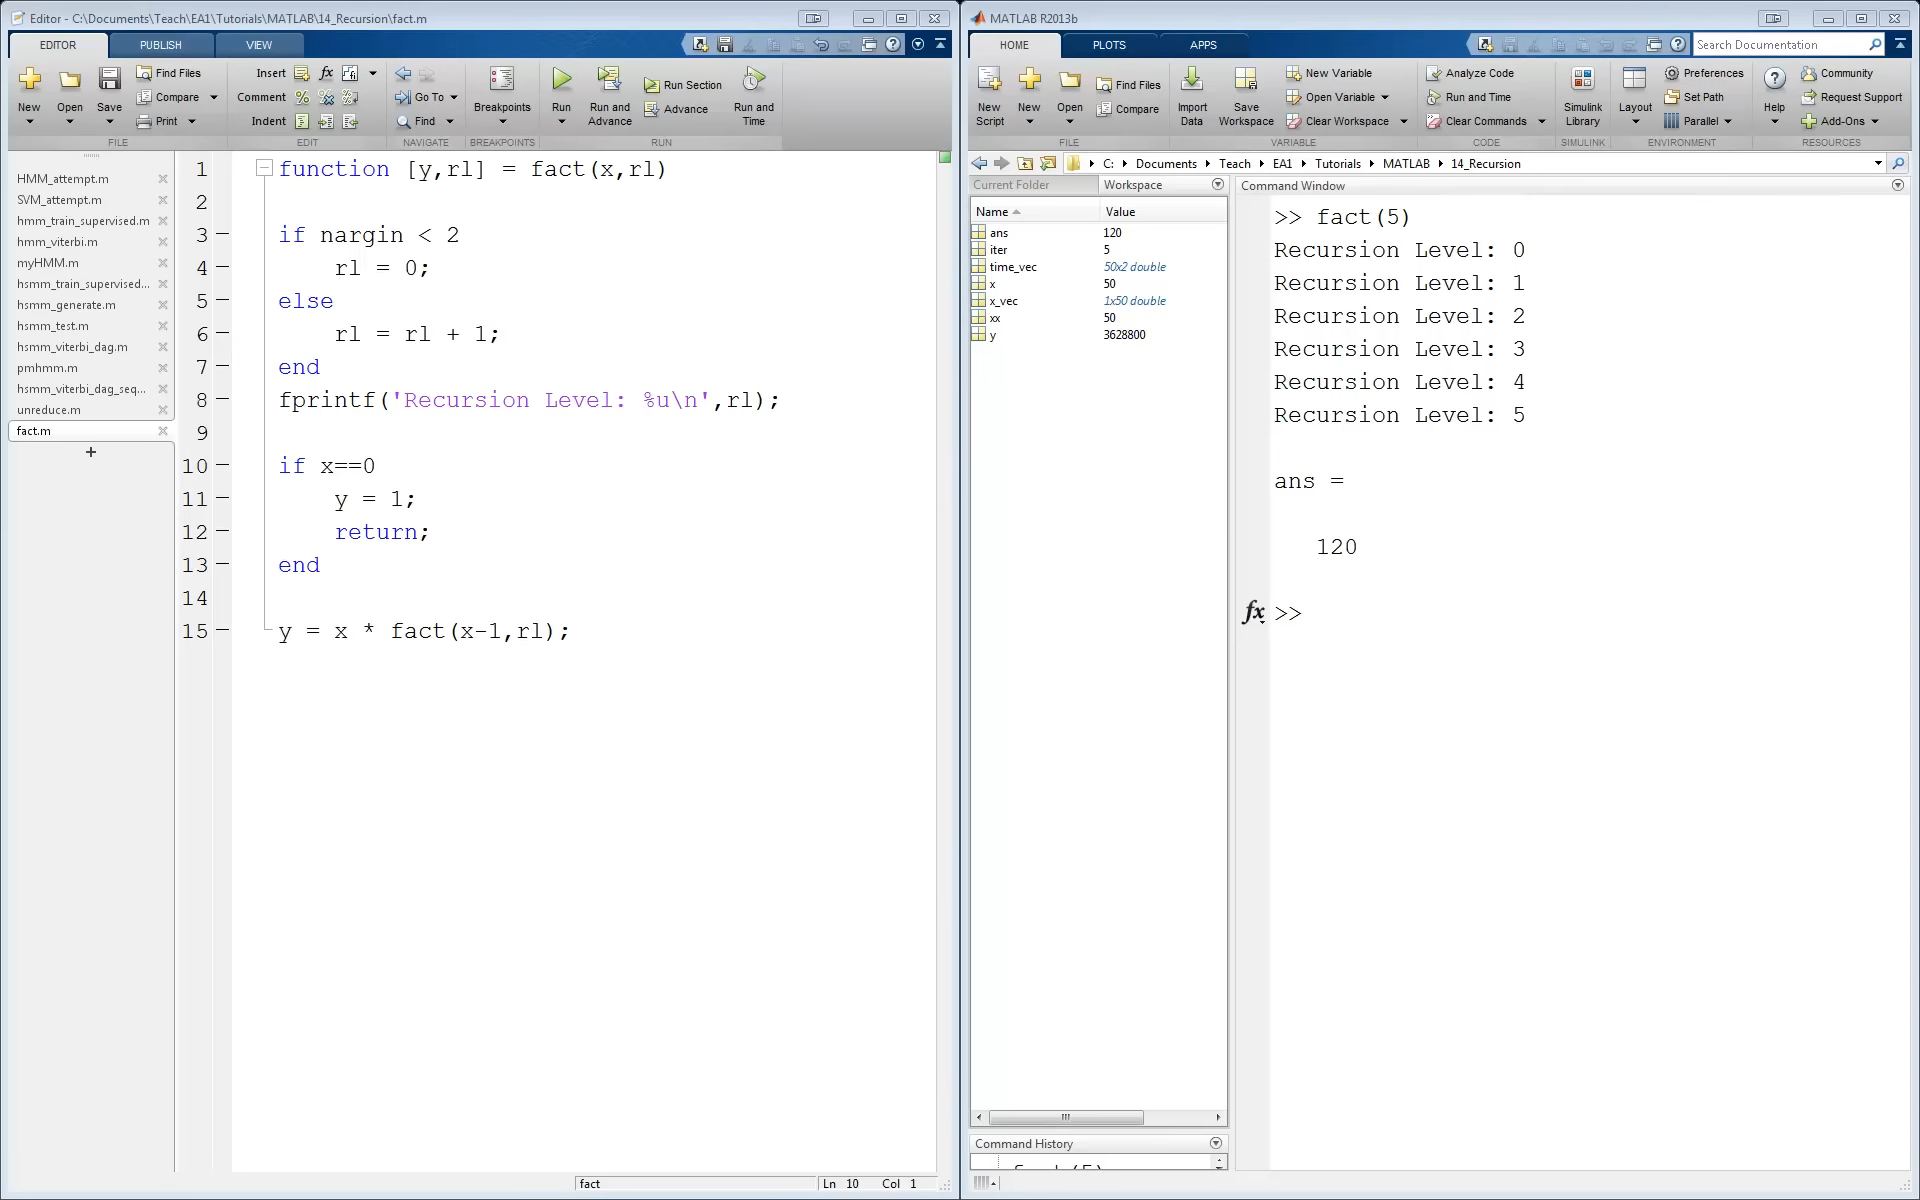 Editor - C:\Documents\Teach\EA1\Tutorials\MATLAB\14_Recursion\fact.m
EDITOR PUBLISH VIEW
New Open Save
Find Files
Compare
Print
FILE
Insert
Comment
Indent
EDIT
Go To
Find
NAVIGATE
Breakpoints
BREAKPOINTS
Run
Run and Advance
Run Section
Advance
Run and Time
RUN
HMM_attempt.m
SVM_attempt.m
hmm_train_supervised.m
hmm_viterbi.m
myHMM.m
hsmm_train_supervised...
hsmm_generate.m
hsmm_test.m
hsmm_viterbi_dag.m
pmhmm.m
hsmm_viterbi_dag_seq...
unreduce.m
fact.m
1 function [y,rl] = fact(x,rl)
2
3 if nargin < 2
4 rl = 0;
5 else
6 rl = rl + 1;
7 end
8 fprintf('Recursion Level: %u\n',rl);
9
10 if x==0
11 y = 1;
12 return;
13 end
14
15 y = x * fact(x-1,rl);
fact Ln 10 Col 1
MATLAB R2013b
HOME PLOTS APPS
Search Documentation
New Script
New
Open
Find Files
Compare
FILE
Import Data
Save Workspace
New Variable
Open Variable
Clear Workspace
VARIABLE
Analyze Code
Run and Time
Clear Commands
CODE
Simulink Library
SIMULINK
Layout
Preferences
Set Path
Parallel
ENVIRONMENT
Help
Community
Request Support
Add-Ons
RESOURCES
C: Documents Teach EA1 Tutorials MATLAB 14_Recursion
Current Folder Workspace
Name Value
ans 120
iter 5
time_vec 50x2 double
x 50
x_vec 1x50 double
xx 50
y 3628800
Command History
Command Window
>> fact(5)
Recursion Level: 0
Recursion Level: 1
Recursion Level: 2
Recursion Level: 3
Recursion Level: 4
Recursion Level: 5
ans =
120
fx >>